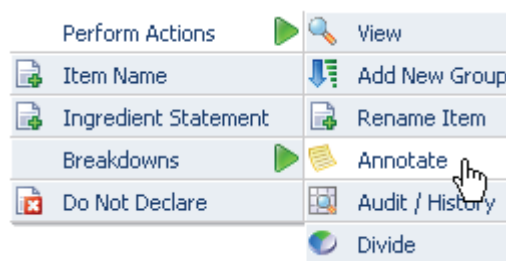 Perform Actions
Item Name
Ingredient Statement
Breakdowns
Do Not Declare
View
Add New Group
Rename Item
Annotate
Audit / History
Divide